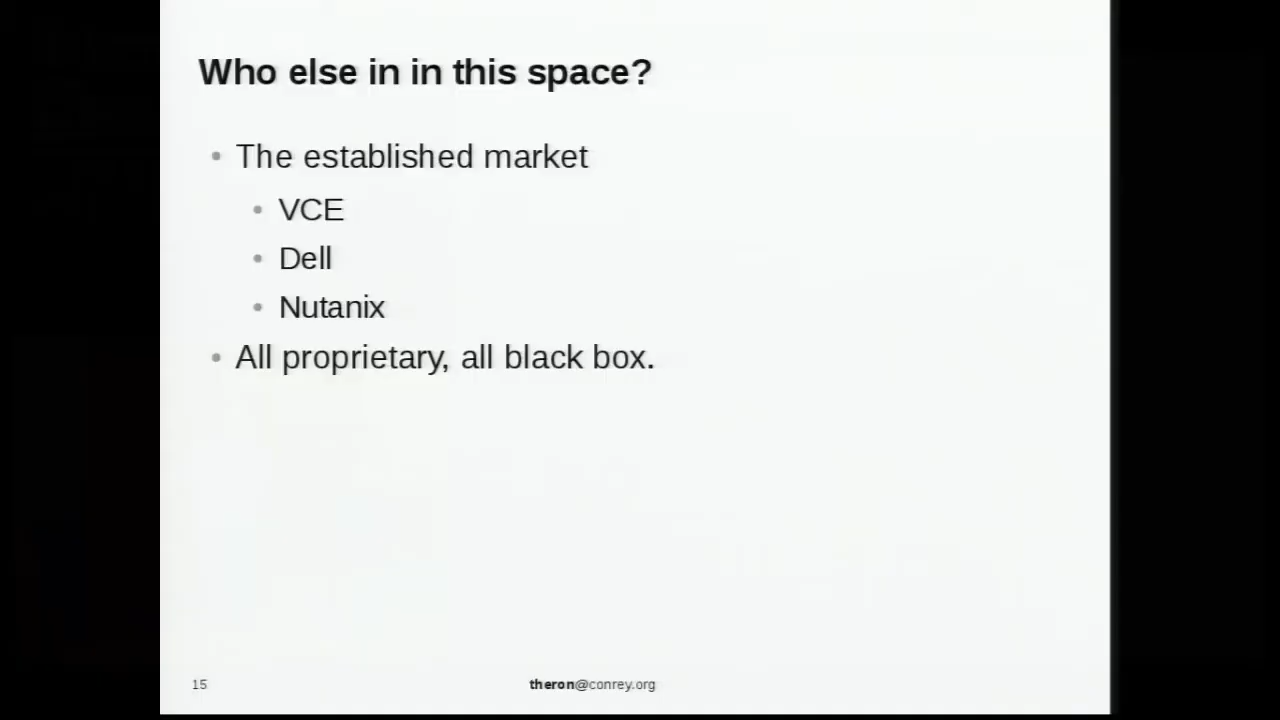 Who else in in this space?
• The established market
• VCE
• Dell
• Nutanix
• All proprietary, all black box.
15
theron@conrey.org